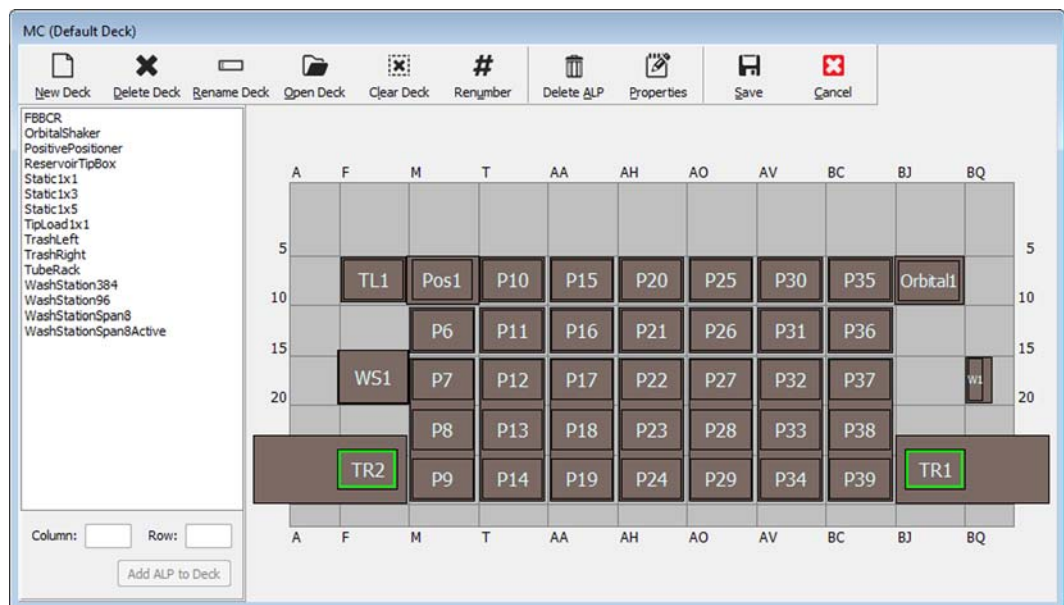 MC (Default Deck)
New Deck Delete Deck Rename Deck Open Deck Clear Deck Renumber Delete ALP Properties Save Cancel
FBBCR
OrbitalShaker
PositivePositioner
ReservoirTipBox
Static1x1
Static1x3
Static1x5
TipLoad1x1
TrashLeft
TrashRight
TubeRack
WashStation384
WashStation96
WashStationSpan8
WashStationSpan8Active
Column: Row:
Add ALP to Deck
A F M T AA AH AO AV BC BJ BQ
5 5
TL1 Pos1 P10 P15 P20 P25 P30 P35 Orbital1
10 10
P6 P11 P16 P21 P26 P31 P36
15 15
WS1 P7 P12 P17 P22 P27 P32 P37 W1
20 20
P8 P13 P18 P23 P28 P33 P38
TR2 P9 P14 P19 P24 P29 P34 P39 TR1
A F M T AA AH AO AV BC BJ BQ